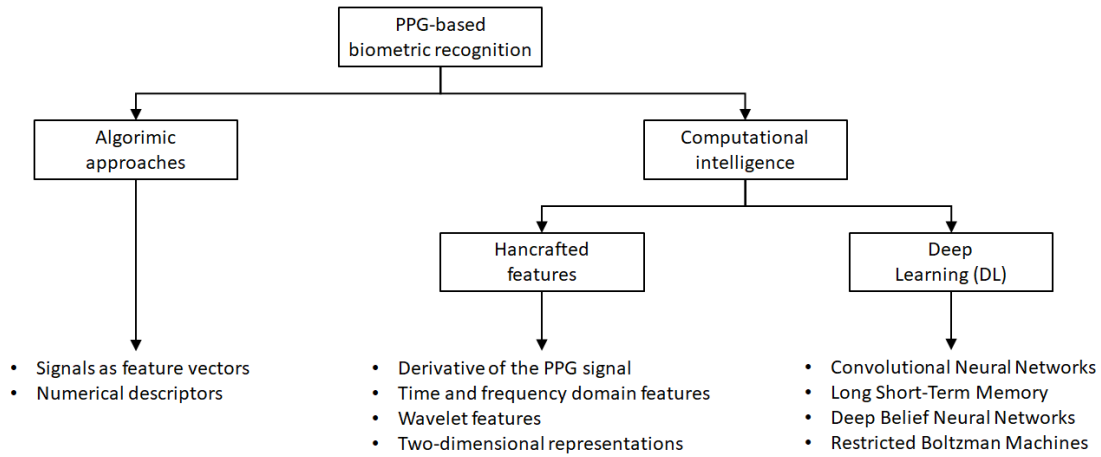 PPG-based
biometric recognition
Algorimic
approaches
Computational
intelligence
Hancrafted
features
Deep
Learning (DL)
• Signals as feature vectors
• Numerical descriptors
• Derivative of the PPG signal
• Time and frequency domain features
• Wavelet features
• Two-dimensional representations
• Convolutional Neural Networks
• Long Short-Term Memory
• Deep Belief Neural Networks
• Restricted Boltzman Machines